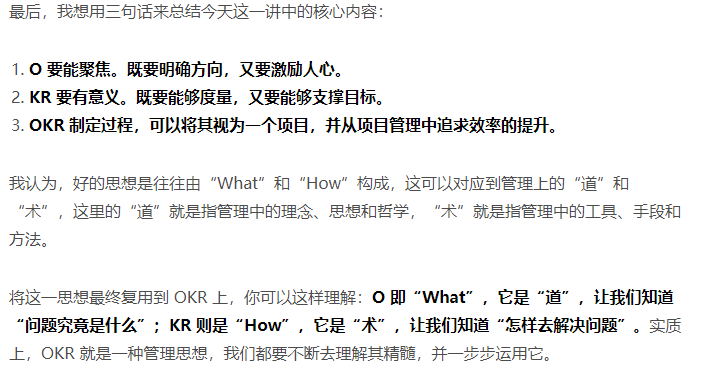 最后，我想用三句话来总结今天这一讲中的核心内容：
1. O 要能聚焦。既要明确方向，又要激励人心。
2. KR 要有意义。既要能够度量，又要能够支撑目标。
3. OKR 制定过程，可以将其视为一个项目，并从项目管理中追求效率的提升。
我认为，好的思想是往往由“What”和“How”构成，这可以对应到管理上的“道”和
“术”，这里的“道”就是指管理中的理念、思想和哲学，“术”就是指管理中的工具、手段和
方法。
将这一思想最终复用到 OKR 上，你可以这样理解：O 即“What”，它是“道”，让我们知道
“问题究竟是什么”；KR 则是“How”，它是“术”，让我们知道“怎样去解决问题”。实质
上，OKR 就是一种管理思想，我们都要不断去理解其精髓，并一步步运用它。